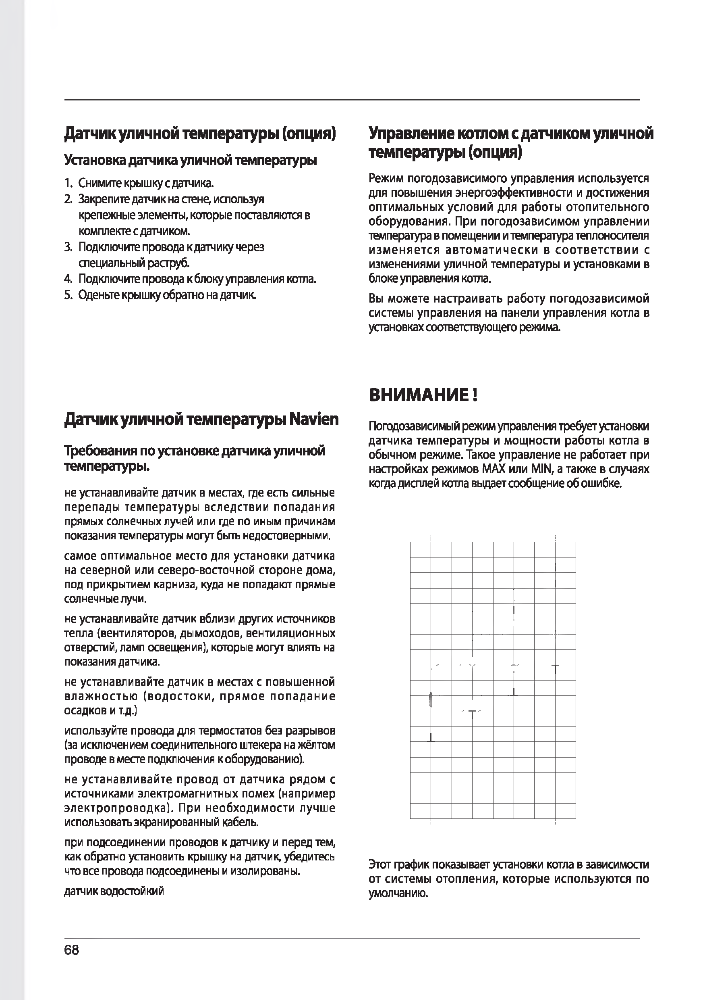 Датчик уличной температуры (опция)
Установка датчика уличной температуры
1. Снимите крышку с датчика.
2. Закрепите датчик на стене, используя
крепежные элементы, которые поставляются в
комплекте с датчиком.
3. Подключите провода к датчику через
специальный раструб.
4. Подключите провода к блоку управления котла.
5. Оденьте крышку обратно на датчик.
Датчик уличной температуры Navien
Требования по установке датчика уличной
температуры.
не устанавливайте датчик в местах, где есть сильные
перепады температуры вследствии попадания
прямых солнечных лучей или где по иным причинам
показания температуры могут быть недостоверными.
самое оптимальное место для установки датчика
на северной или северо-восточной стороне дома,
под прикрытием карниза, куда не попадают прямые
солнечные лучи.
не устанавливайте датчик вблизи других источников
тепла (вентиляторов, дымоходов, вентиляционных
отверстий, ламп освещения), которые могут влиять на
показания датчика.
не устанавливайте датчик в местах с повышенной
влажностью (водостоки, прямое попадание
осадков и т.д.)
используйте провода для термостатов без разрывов
(за исключением соединительного штекера на жёлтом
проводе в месте подключения к оборудованию).
не устанавливайте провод от датчика рядом с
источниками электромагнитных помех (например
электропроводка). При необходимости лучше
использовать экранированный кабель.
при подсоединении проводов к датчику и перед тем,
как обратно установить крышку на датчик, убедитесь
что все провода подсоединены и изолированы.
датчик водостойкий
Управление котлом с датчиком уличной
температуры (опция)
Режим погодозависимого управления используется
для повышения энергоэффективности и достижения
оптимальных условий для работы отопительного
оборудования. При погодозависимом управлении
температура в помещении и температура теплоносителя
изменяется автоматически в соответствии с
изменениями уличной температуры и установками в
блоке управления котла.
Вы можете настраивать работу погодозависимой
системы управления на панели управления котла в
установках соответствующего режима.
ВНИМАНИЕ !
Погодозависимый режим управления требует установки
датчика температуры и мощности работы котла в
обычном режиме. Такое управление не работает при
настройках режимов MAX или MIN, а также в случаях
когда дисплей котла выдает сообщение об ошибке.
Этот график показывает установки котла в зависимости
от системы отопления, которые используются по
умолчанию.
68